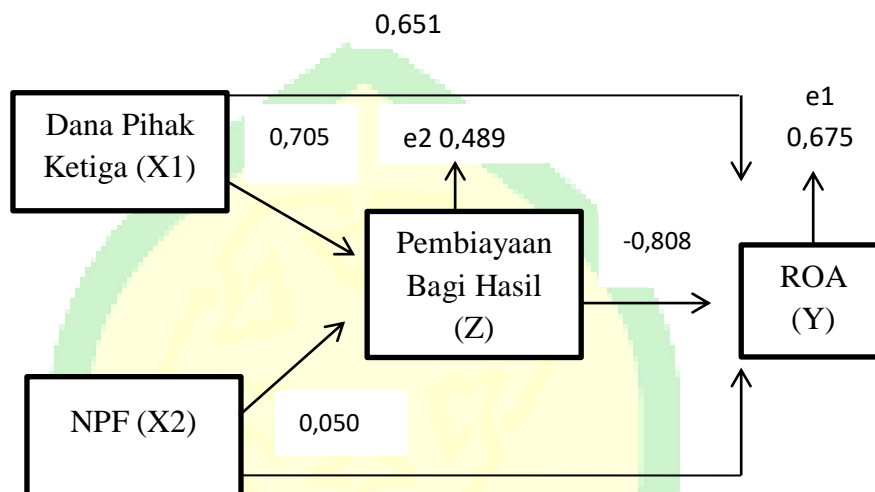 0,651
Dana Pihak
Ketiga (X1)
0,705
e2 0,489
e1
0,675
Pembiayaan
Bagi Hasil
(Z)
-0,808
ROA
(Y)
NPF (X2)
0,050